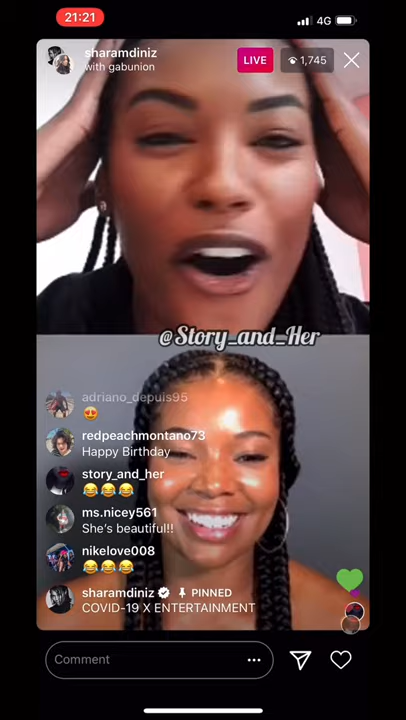 21:21
4G
sharamdiniz
with gabunion
LIVE
1,745
@Story_and_Her
adriano_depuis95
😍
redpeachmontano73
Happy Birthday
story_and_her
😂😂😂
ms.nicey561
She's beautiful!!
nikelove008
😂😂😂
sharamdiniz PINNED
COVID-19 X ENTERTAINMENT
Comment